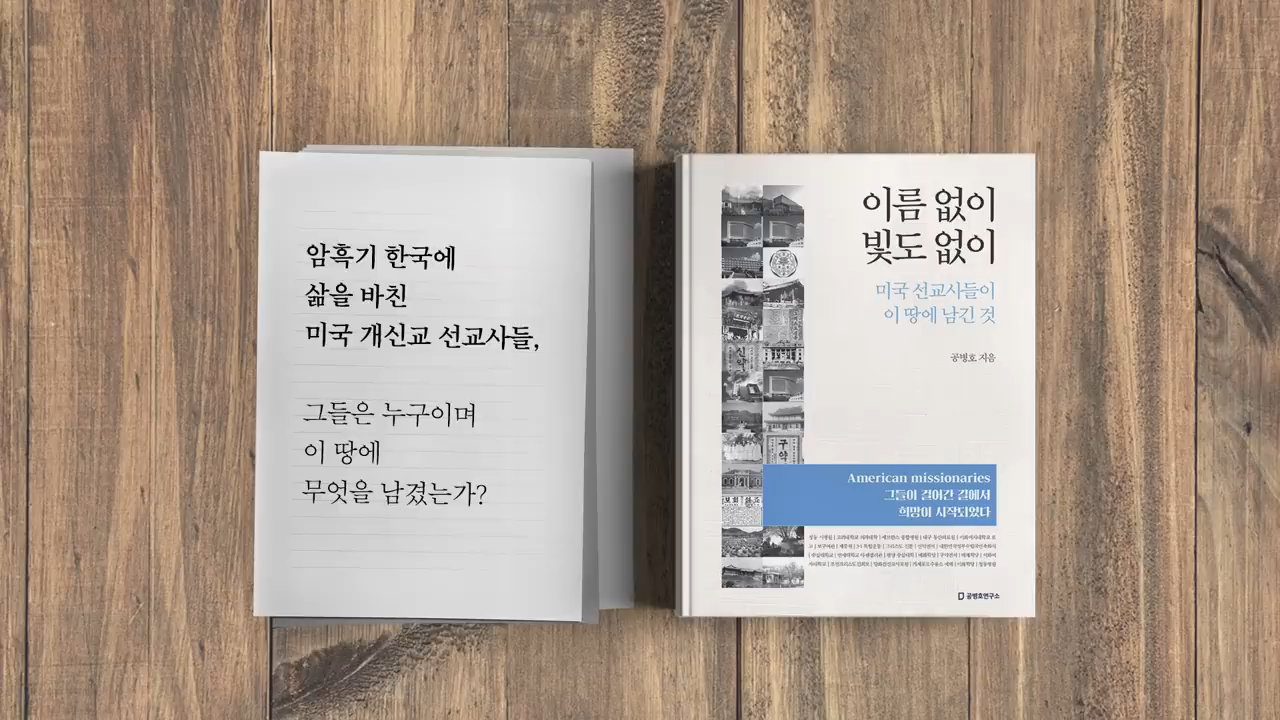 암흑기 한국에
삶을 바친
미국 개신교 선교사들,
그들은 누구이며
이 땅에
무엇을 남겼는가?
이름 없이
빛도 없이
미국 선교사들이
이 땅에 남긴 것
공병호 지음
구약
American missionaries
그들이 걸어간 길에서
희망이 시작되었다
공병호연구소